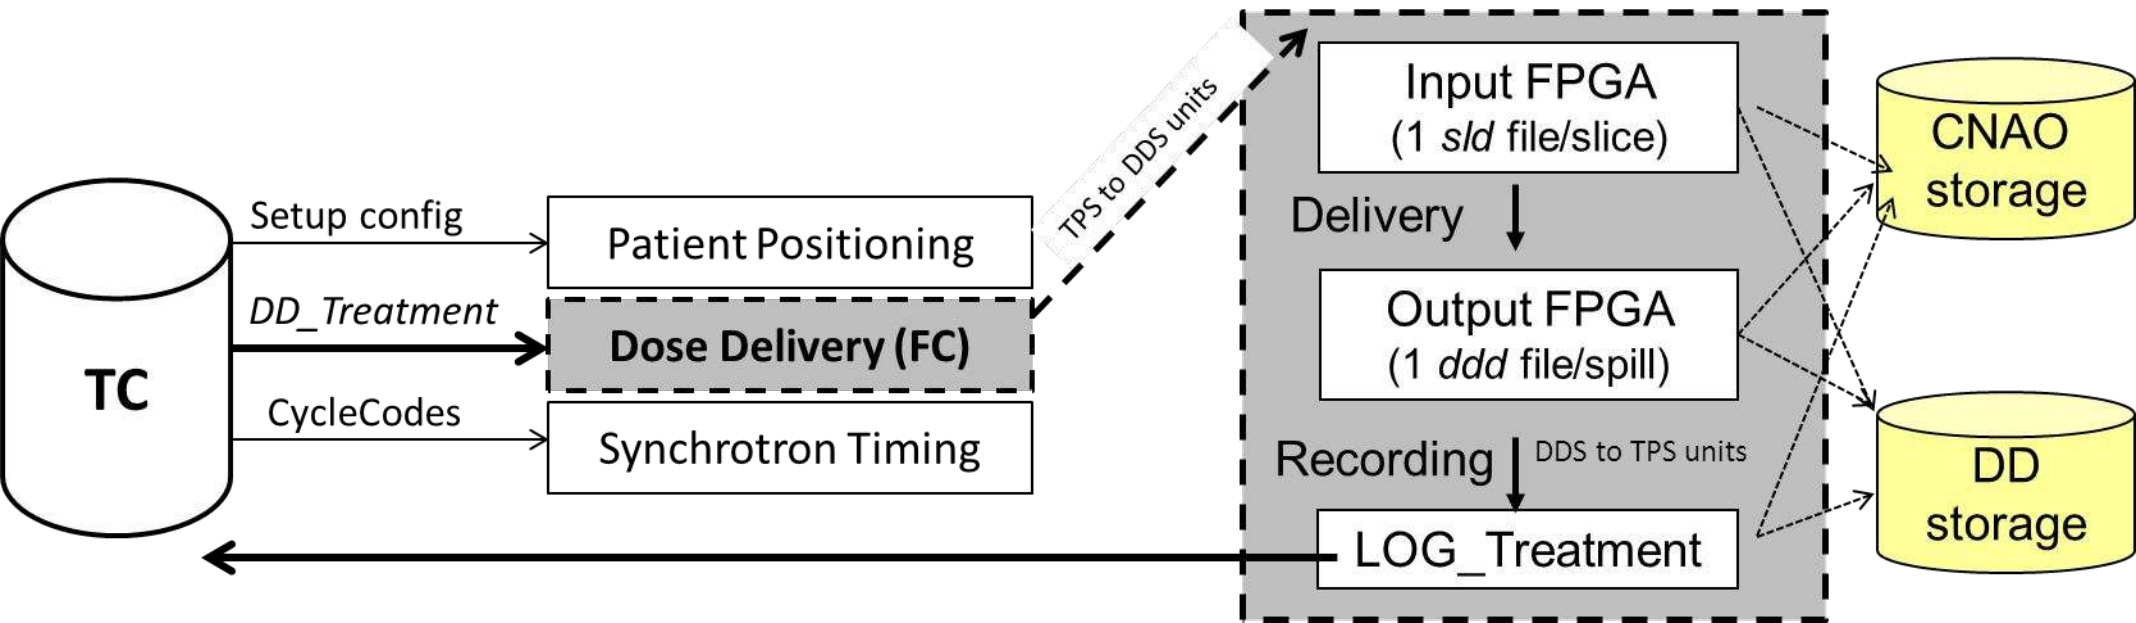 TC
Setup config
DD_Treatment
CycleCodes
Patient Positioning
Dose Delivery (FC)
Synchrotron Timing
TPS to DDS units
Input FPGA
(1 sld file/slice)
Delivery
Output FPGA
(1 ddd file/spill)
Recording
DDS to TPS units
LOG_Treatment
CNAO
storage
DD
storage